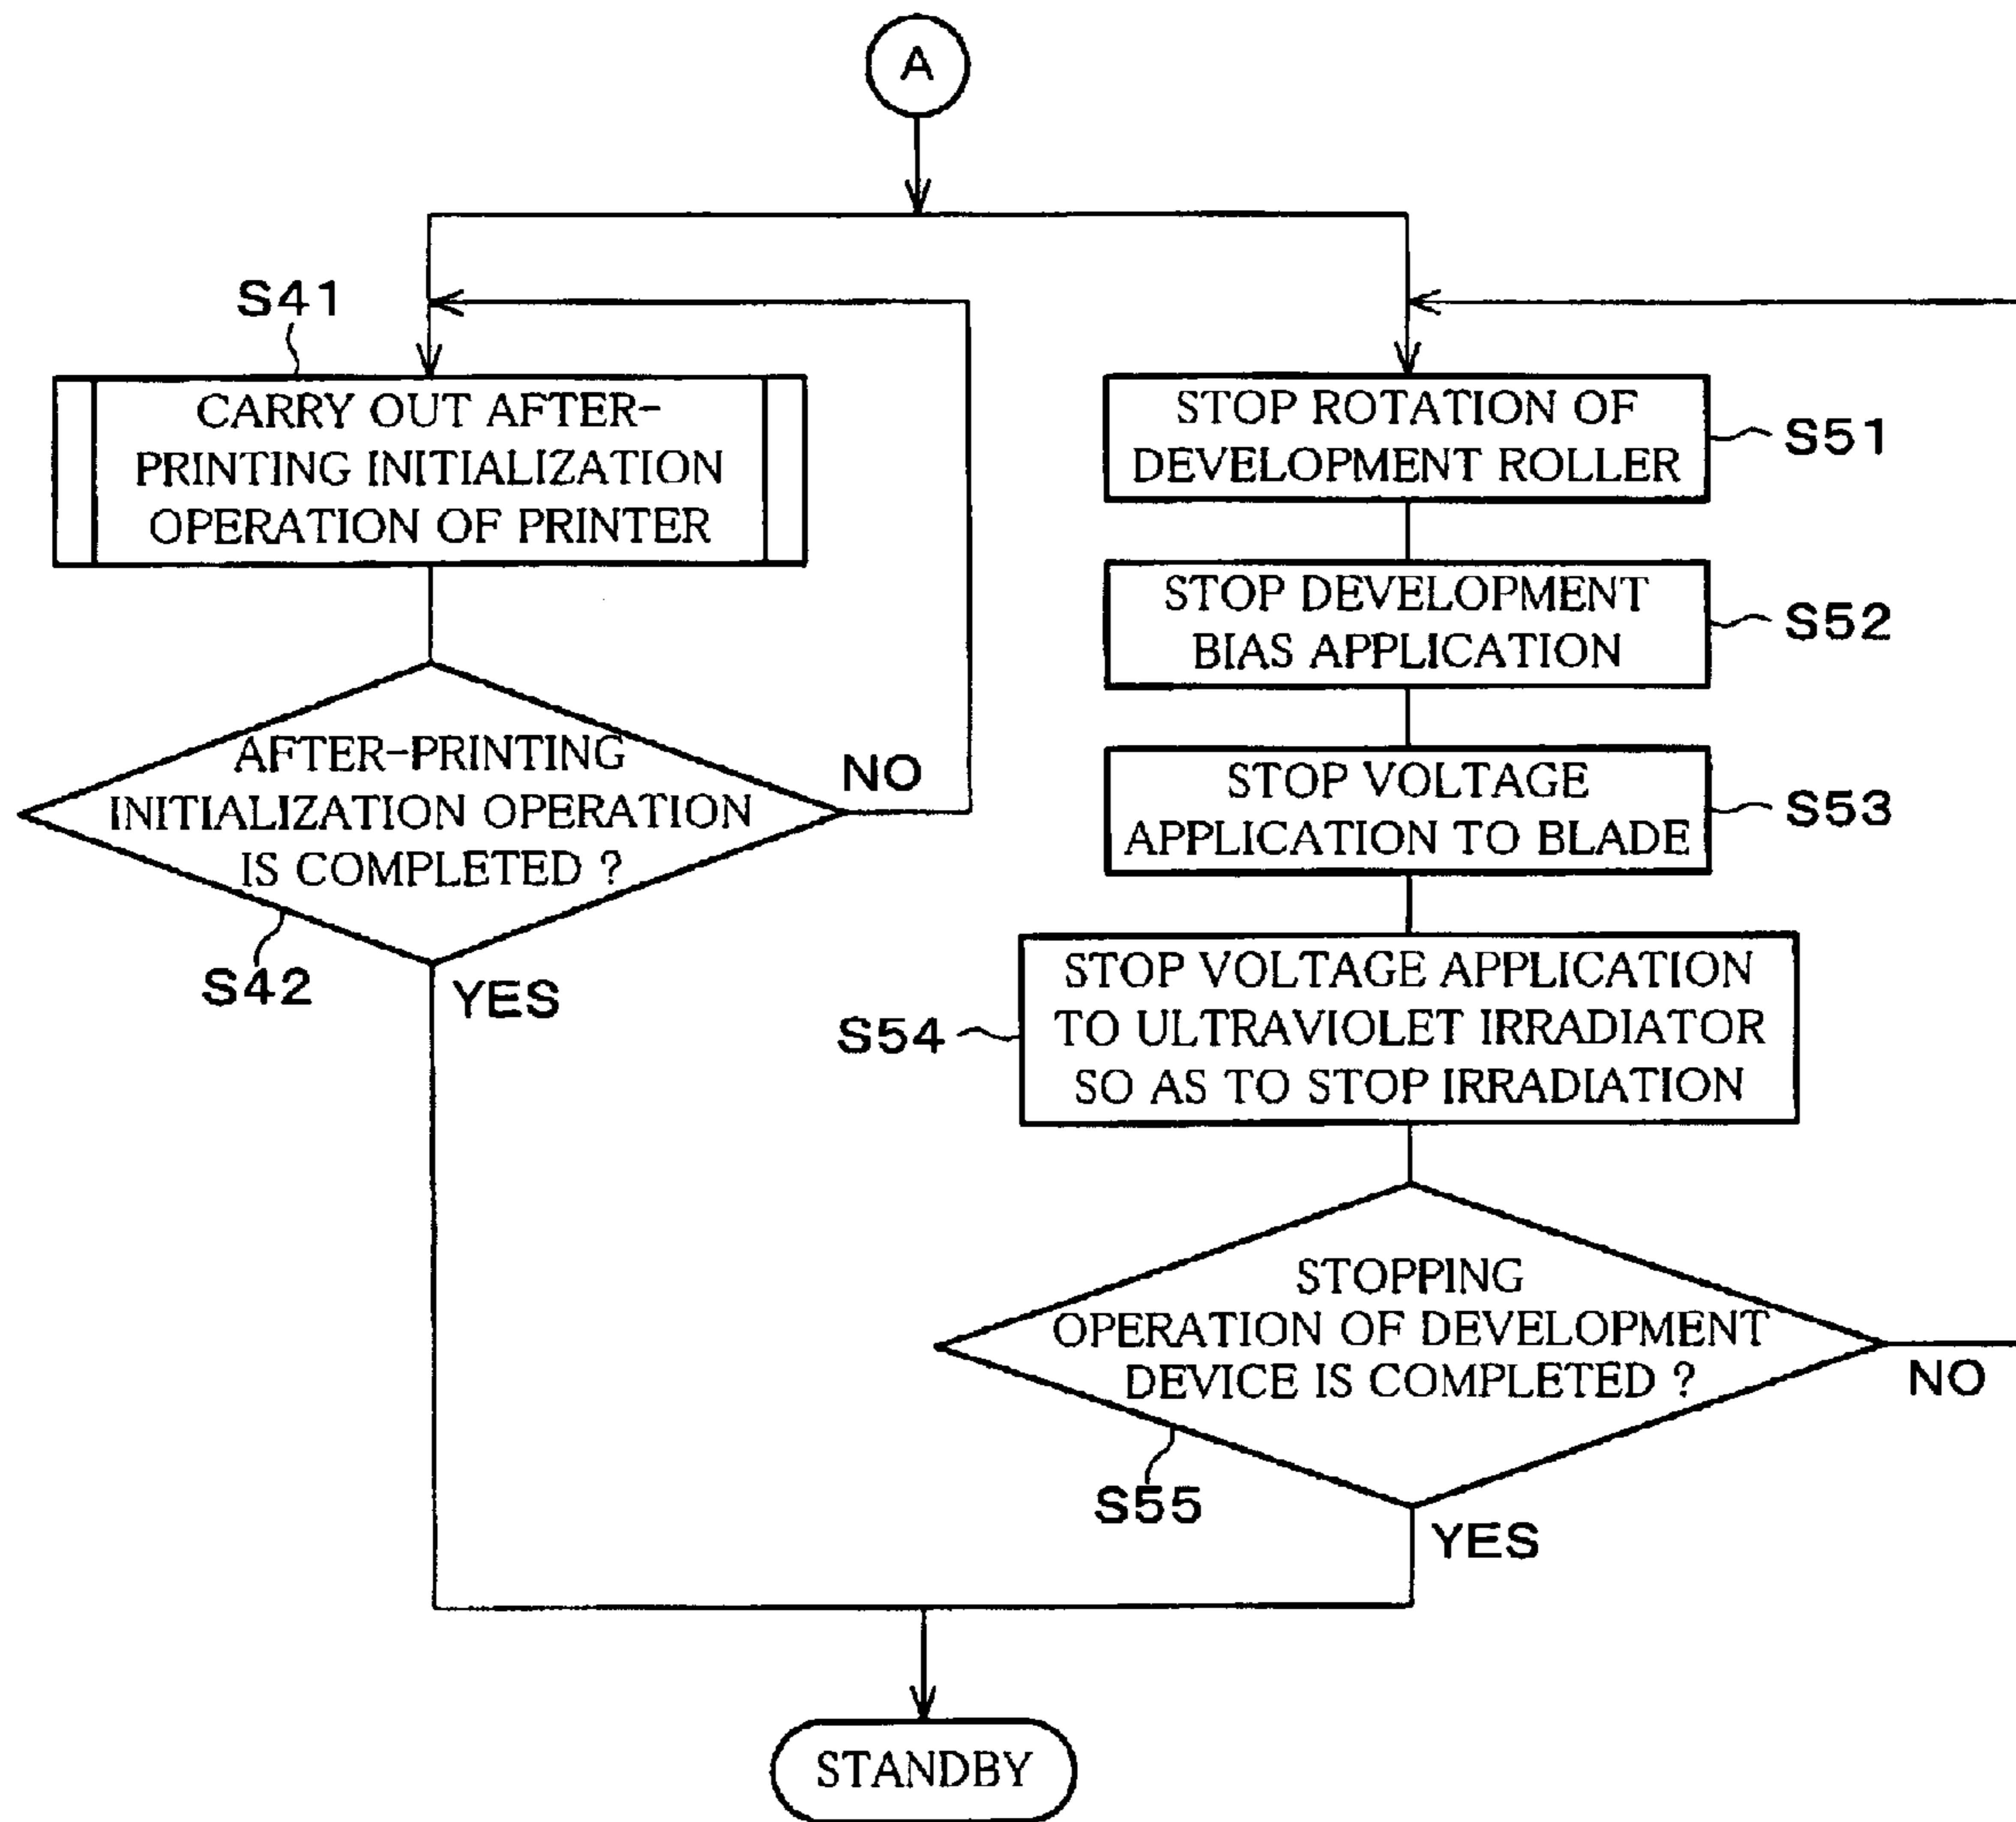 A
S41
CARRY OUT AFTER-
PRINTING INITIALIZATION
OPERATION OF PRINTER
AFTER-PRINTING
INITIALIZATION OPERATION
IS COMPLETED ?
NO
S42
YES
STOP ROTATION OF
DEVELOPMENT ROLLER
S51
STOP DEVELOPMENT
BIAS APPLICATION
S52
STOP VOLTAGE
APPLICATION TO BLADE
S53
STOP VOLTAGE APPLICATION
TO ULTRAVIOLET IRRADIATOR
SO AS TO STOP IRRADIATION
S54
STOPPING
OPERATION OF DEVELOPMENT
DEVICE IS COMPLETED ?
NO
S55
YES
STANDBY